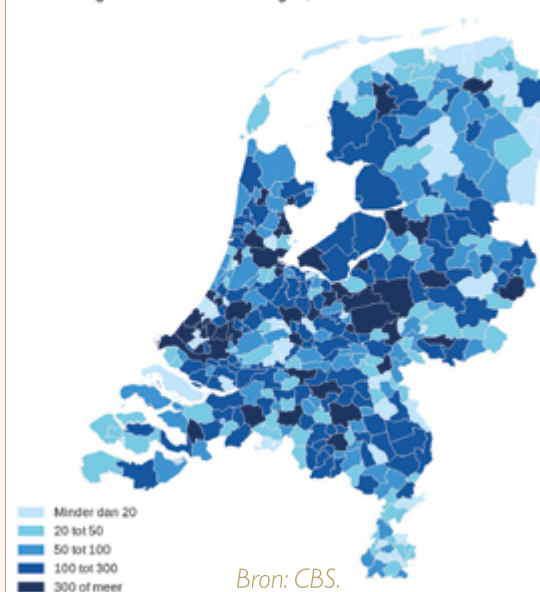 Minder dan 20
20 tot 50
50 tot 100
100 tot 300
300 of meer
Bron: CBS.